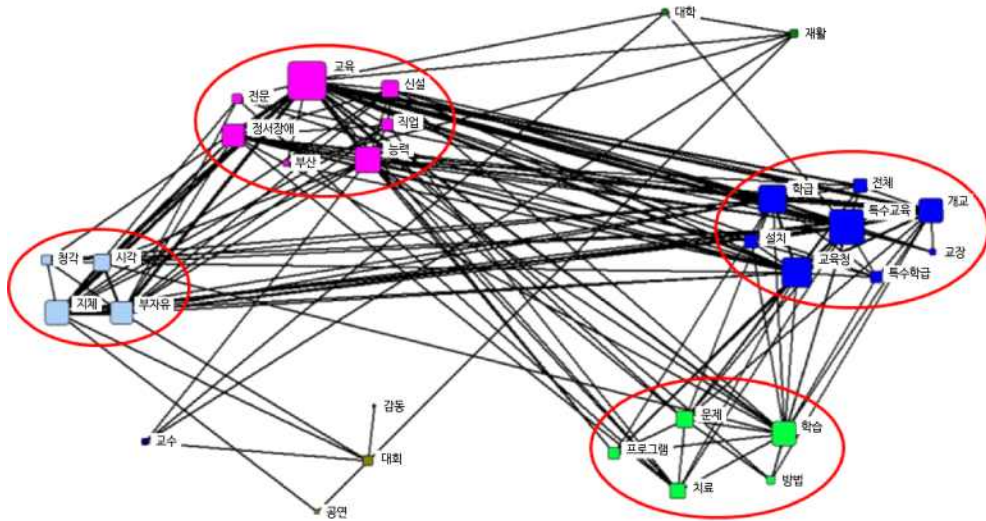 대학
재활
교육
신설
전문
직업
정서장애
능력
부산
전체
학급
개교
특수교육
설치
교육청
교장
특수학급
청각
시각
지체
부자유
감동
문제
학습
교수
프로그램
대회
치료
방법
공연